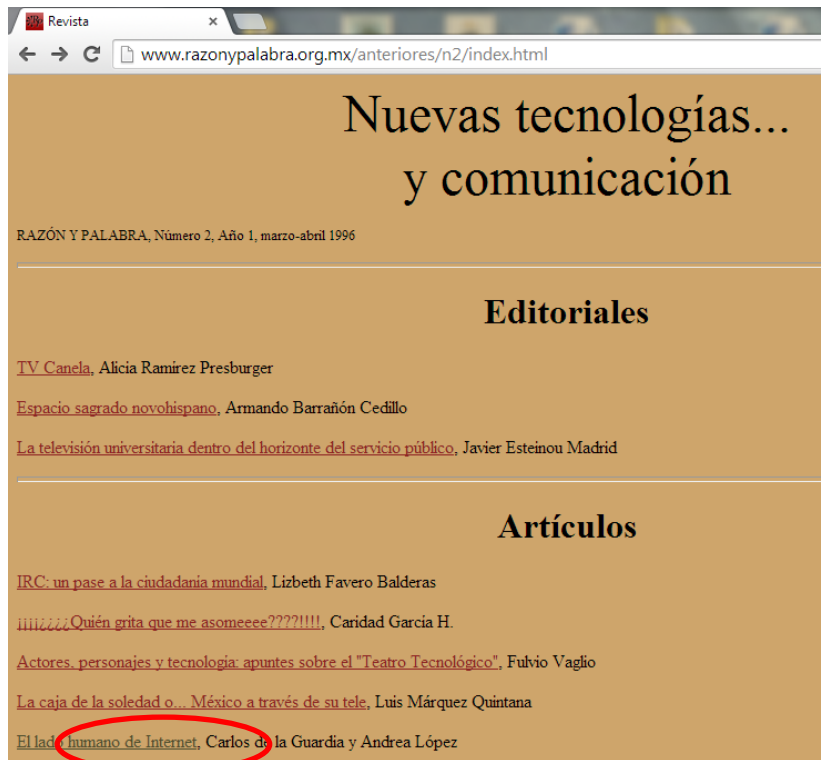 Revista
www.razonypalabra.org.mx/anteriores/n2/index.html
Nuevas tecnologías...
y comunicación
RAZÓN Y PALABRA, Número 2, Año 1, marzo-abril 1996
Editoriales
TV Canela, Alicia Ramírez Presburger
Espacio sagrado novohispano, Armando Barrañón Cedillo
La televisión universitaria dentro del horizonte del servicio público, Javier Esteinou Madrid
Artículos
IRC: un pase a la ciudadanía mundial, Lizbeth Favero Balderas
¡¡¡¡¿¿¿¿Quién grita que me asomeeee????!!!!, Caridad García H.
Actores, personajes y tecnología: apuntes sobre el "Teatro Tecnológico", Fulvio Vaglio
La caja de la soledad o... México a través de su tele, Luis Márquez Quintana
El lado humano de Internet, Carlos de la Guardia y Andrea López